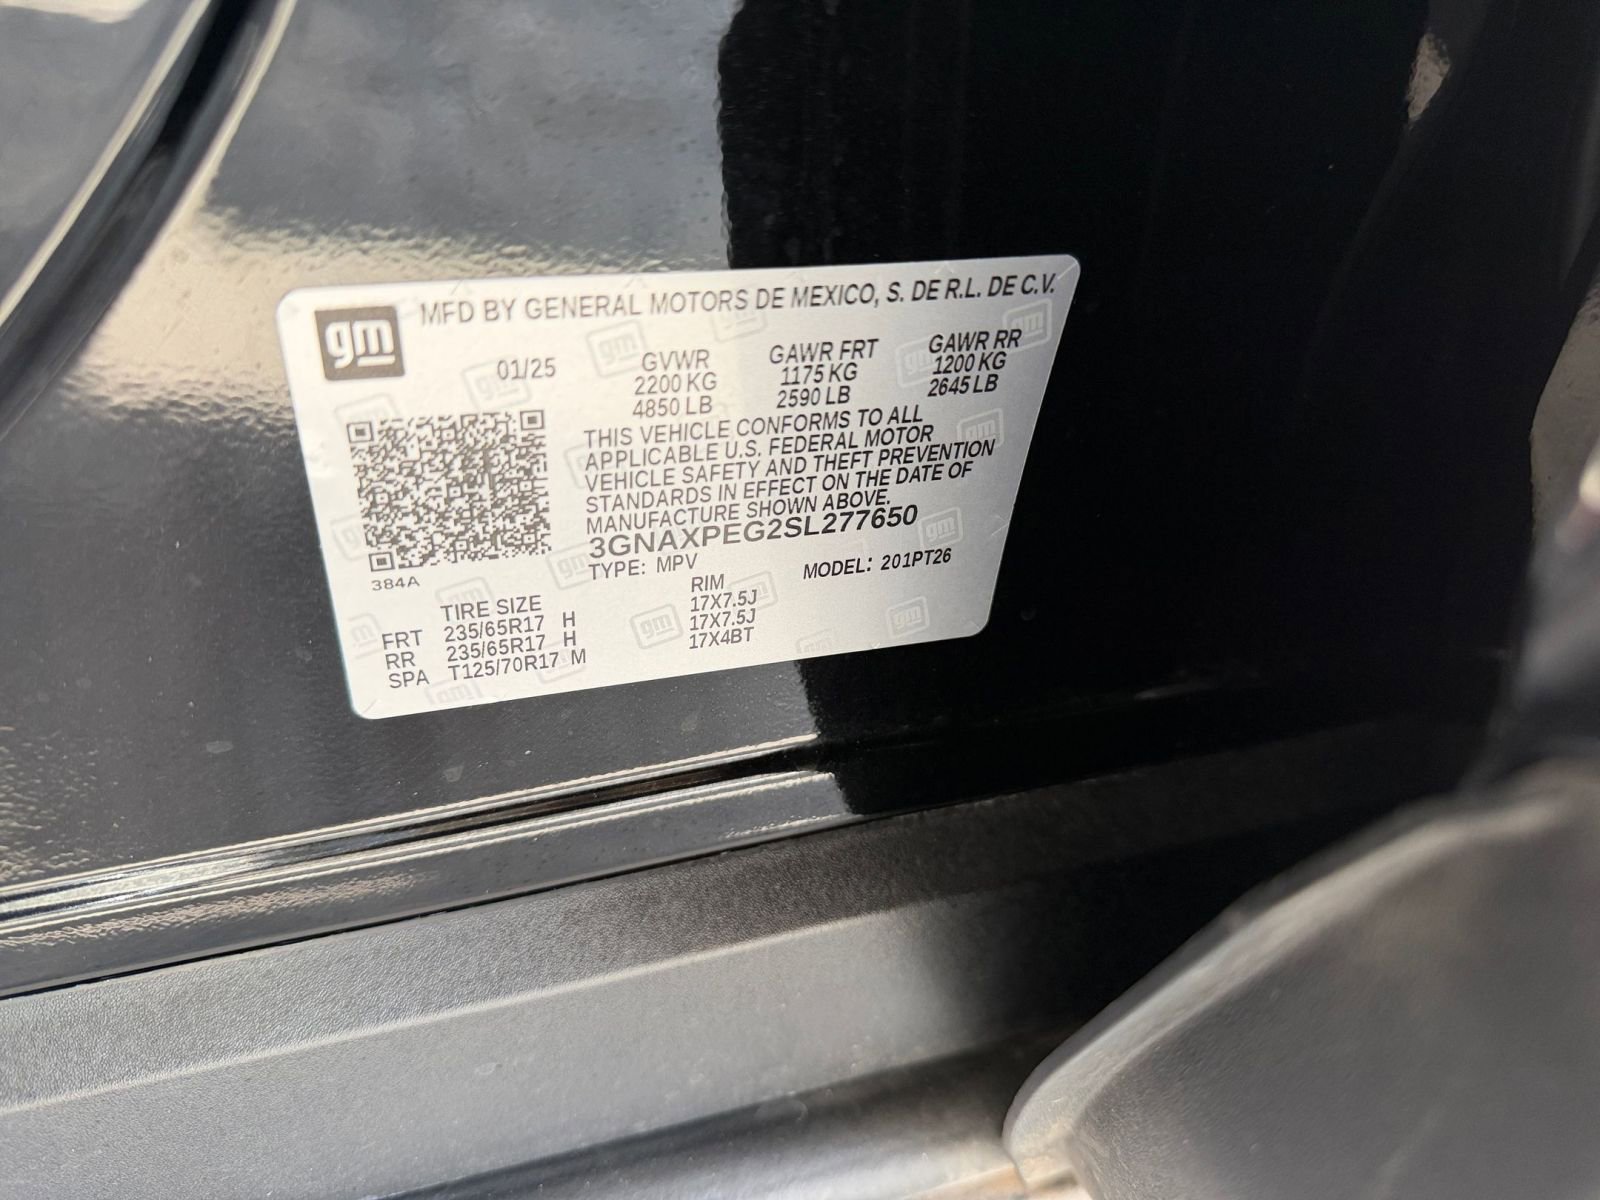 gm
MFD BY GENERAL MOTORS DE MEXICO, S. DE R.L. DE C.V.
01/25
GVWR GAWR FRT GAWR RR
2200 KG 1175 KG 1200 KG
4850 LB 2590 LB 2645 LB
THIS VEHICLE CONFORMS TO ALL
APPLICABLE U.S. FEDERAL MOTOR
VEHICLE SAFETY AND THEFT PREVENTION
STANDARDS IN EFFECT ON THE DATE OF
MANUFACTURE SHOWN ABOVE.
3GNAXPEG2SL277650
TYPE: MPV MODEL: 201PT26
384A
TIRE SIZE RIM
FRT 235/65R17 H 17X7.5J
RR 235/65R17 H 17X7.5J
SPA T125/70R17 M 17X4BT